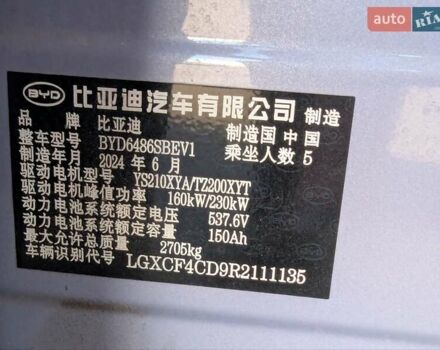 auto RIA
BYD 比亚迪汽车有限公司 制造
品牌 比亚迪 制造国 中国
整车型号 BYD6486SBEV1 乘坐人数 5
制造年月 2024 年 6 月
驱动电机型号 YS210XYA/TZ200XYT
驱动电机峰值功率 160kW/230kW
动力电池系统额定电压 537.6V
动力电池系统额定容量 150Ah
最大允许总质量 2705kg
车辆识别代号 LGXCF4CD9R2111135